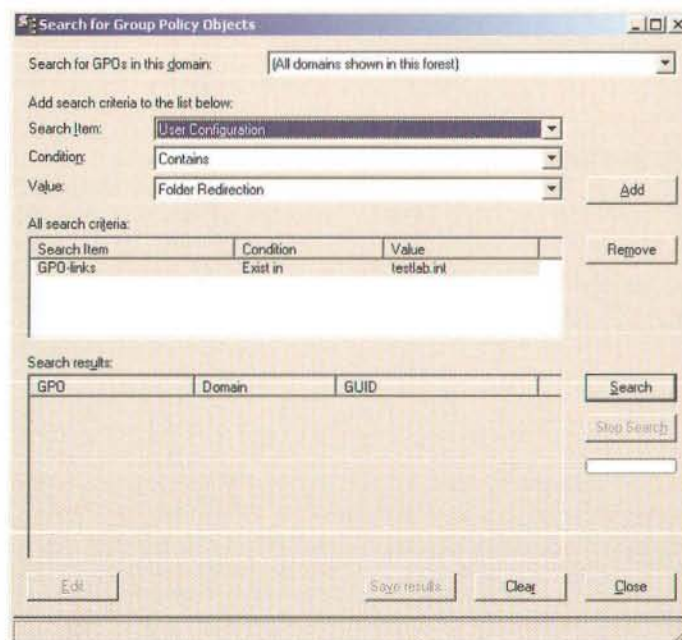 Search for Group Policy Objects
Search for GPOs in this domain: (All domains shown in this forest)
Add search criteria to the list below:
Search Item: User Configuration
Condition: Contains
Value: Folder Redirection
Add
All search criteria:
Search Item Condition Value
GPO-links Exist in testlab.int
Remove
Search results:
GPO Domain GUID
Search
Stop Search
Edit Save results Clear Close